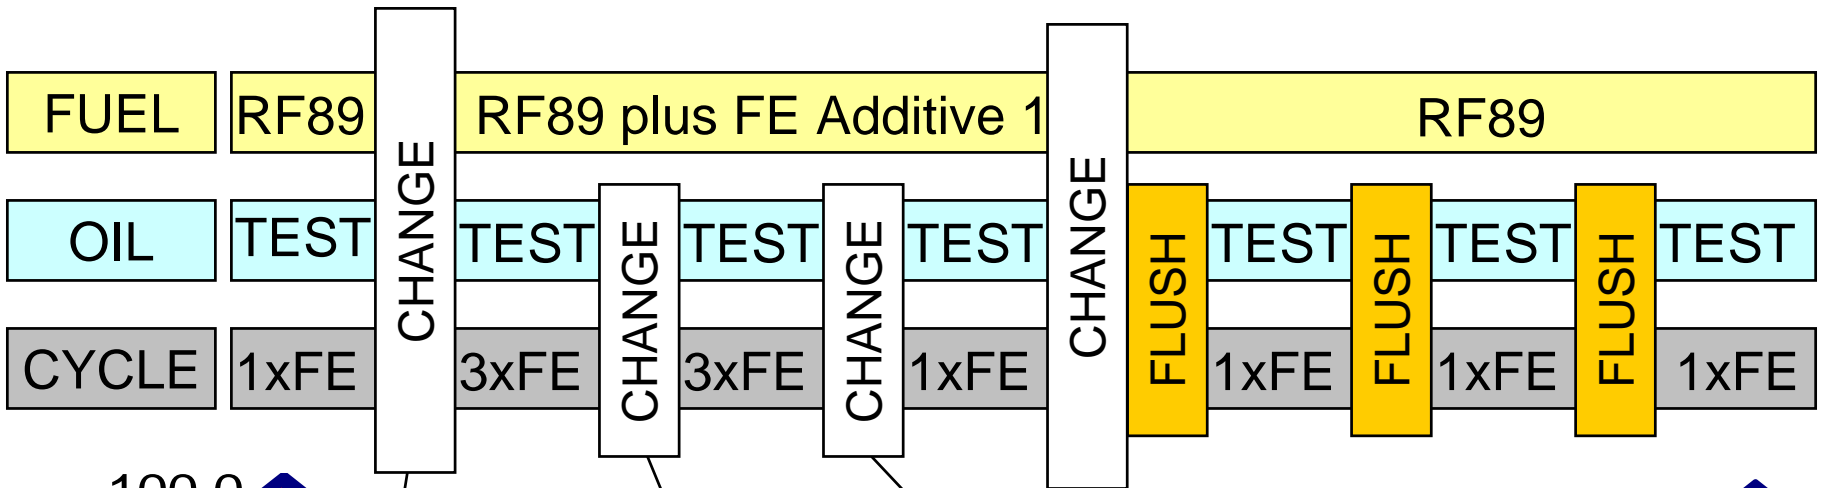 FUEL RF89 CHANGE RF89 plus FE Additive 1 CHANGE RF89
OIL TEST TEST CHANGE TEST CHANGE TEST FLUSH TEST FLUSH TEST FLUSH TEST
CYCLE 1xFE 3xFE 3xFE 1xFE 1xFE 1xFE 1xFE